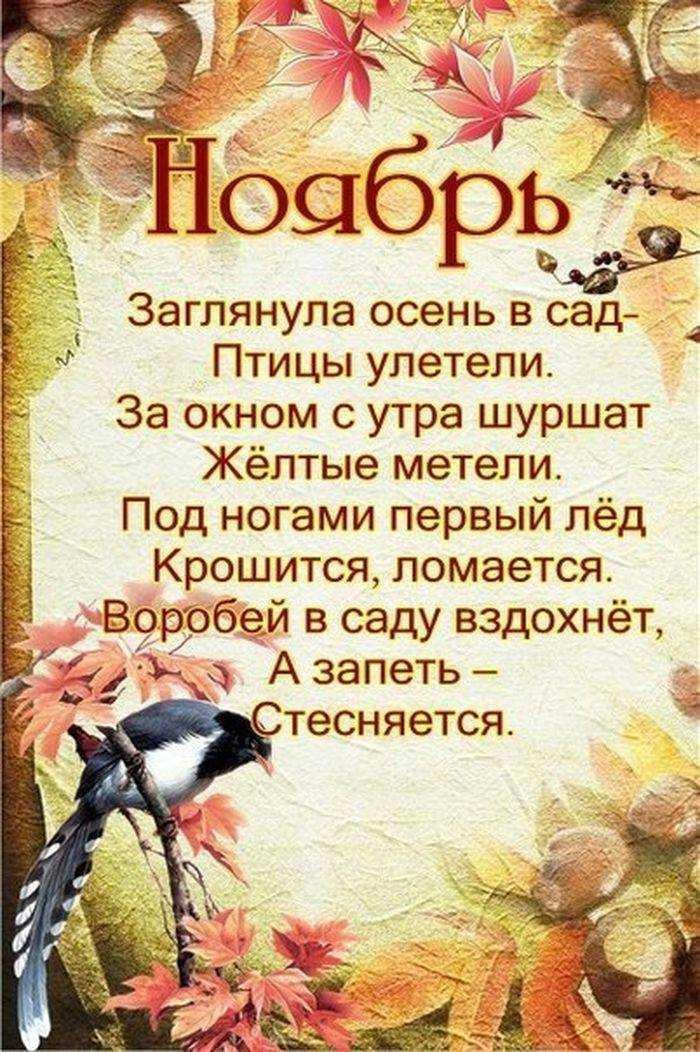 Ноябрь
Заглянула осень в сад-
Птицы улетели.
За окном с утра шуршат
Жёлтые метели.
Под ногами первый лёд
Крошится, ломается.
Воробей в саду вздохнёт,
А запеть –
Стесняется.